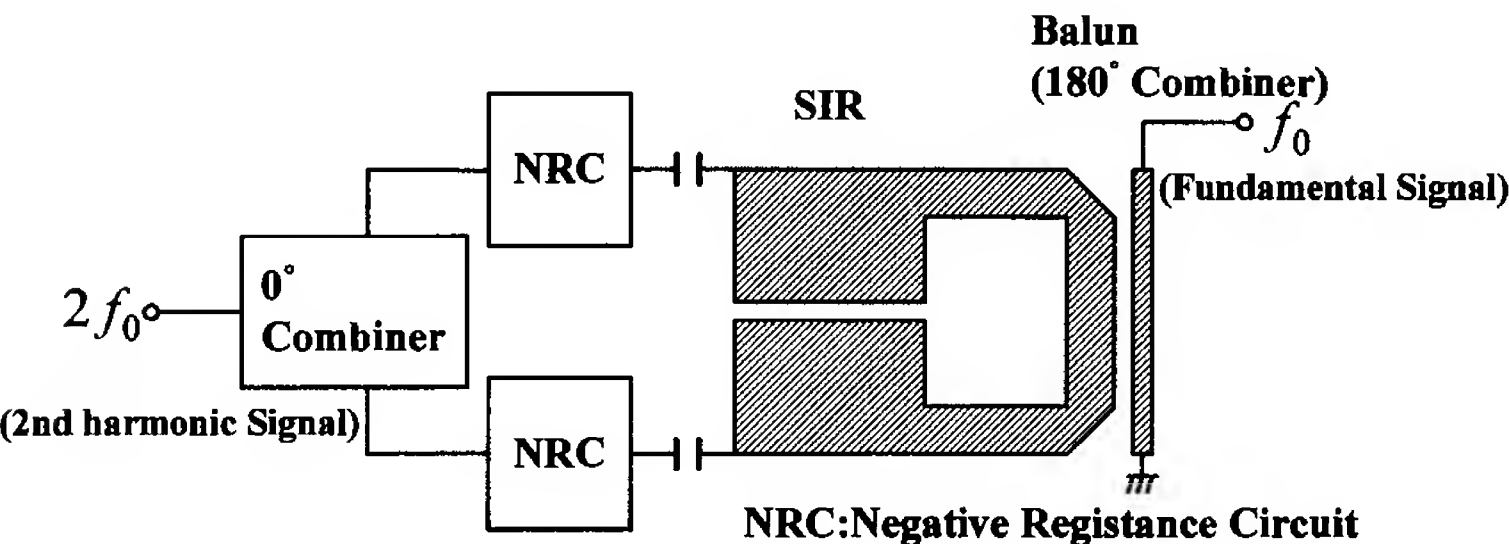 Balun
(180° Combiner)
SIR
f₀
(Fundamental Signal)
NRC
0°
Combiner
2f₀
(2nd harmonic Signal)
NRC
NRC:Negative Registance Circuit